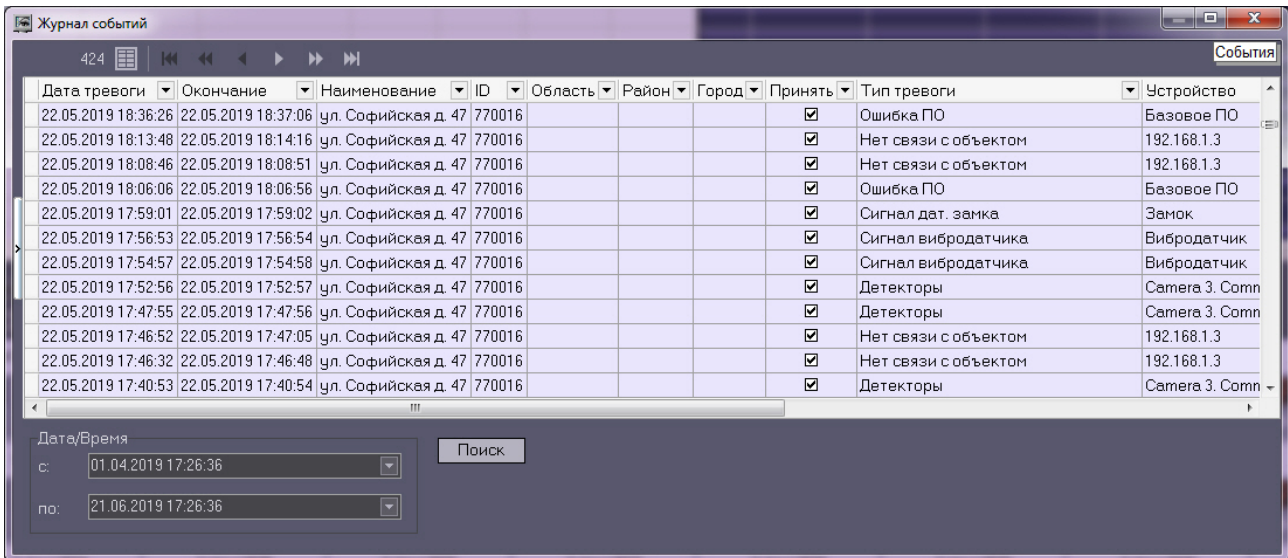 Журнал событий
424
События
Дата тревоги Окончание Наименование ID Область Район Город Принять Тип тревоги Устройство
22.05.2019 18:36:26 22.05.2019 18:37:06 ул. Софийская д. 47 770016 Ошибка ПО Базовое ПО
22.05.2019 18:13:48 22.05.2019 18:14:16 ул. Софийская д. 47 770016 Нет связи с объектом 192.168.1.3
22.05.2019 18:08:46 22.05.2019 18:08:51 ул. Софийская д. 47 770016 Нет связи с объектом 192.168.1.3
22.05.2019 18:06:06 22.05.2019 18:06:56 ул. Софийская д. 47 770016 Ошибка ПО Базовое ПО
22.05.2019 17:59:01 22.05.2019 17:59:02 ул. Софийская д. 47 770016 Сигнал дат. замка Замок
22.05.2019 17:56:53 22.05.2019 17:56:54 ул. Софийская д. 47 770016 Сигнал вибродатчика Вибродатчик
22.05.2019 17:54:57 22.05.2019 17:54:58 ул. Софийская д. 47 770016 Сигнал вибродатчика Вибродатчик
22.05.2019 17:52:56 22.05.2019 17:52:57 ул. Софийская д. 47 770016 Детекторы Camera 3. Comn
22.05.2019 17:47:55 22.05.2019 17:47:56 ул. Софийская д. 47 770016 Детекторы Camera 3. Comn
22.05.2019 17:46:52 22.05.2019 17:47:05 ул. Софийская д. 47 770016 Нет связи с объектом 192.168.1.3
22.05.2019 17:46:32 22.05.2019 17:46:48 ул. Софийская д. 47 770016 Нет связи с объектом 192.168.1.3
22.05.2019 17:40:53 22.05.2019 17:40:54 ул. Софийская д. 47 770016 Детекторы Camera 3. Comn
Дата/Время
Поиск
с: 01.04.2019 17:26:36
по: 21.06.2019 17:26:36